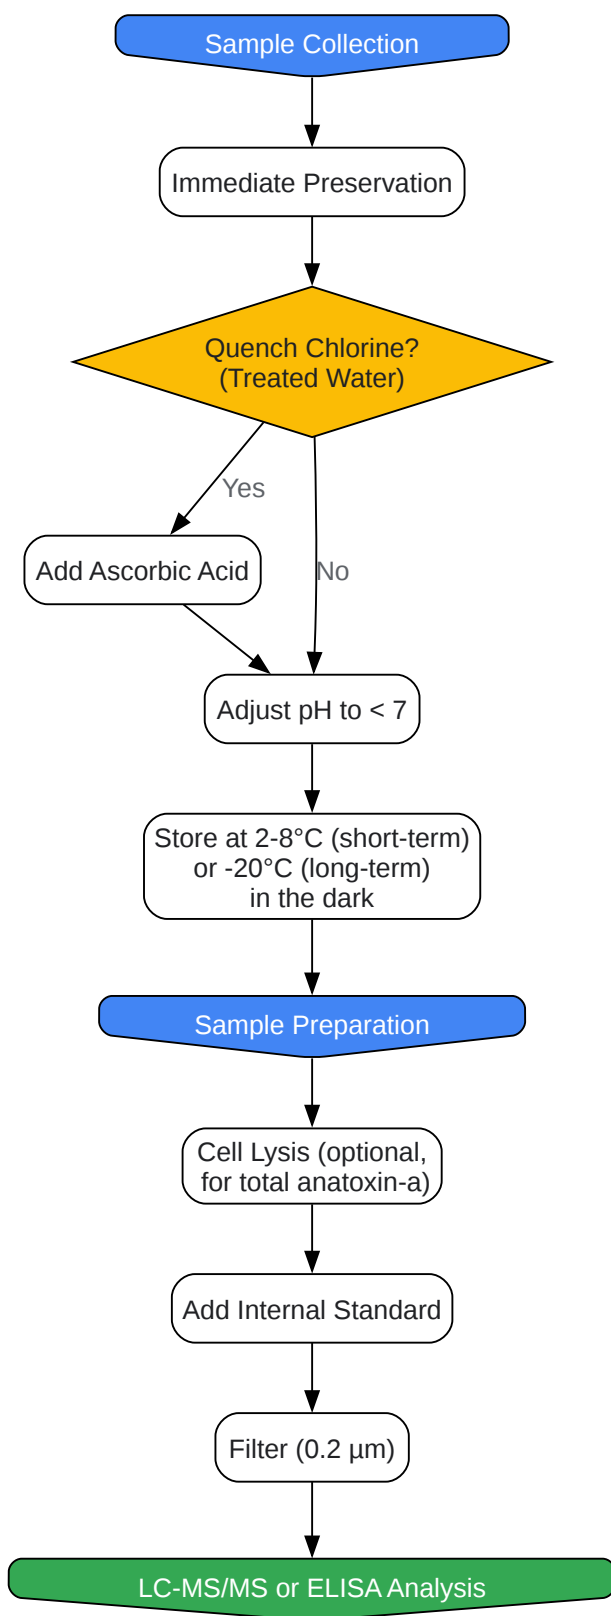 Sample Collection
Immediate Preservation
Quench Chlorine?
(Treated Water)
Yes
Add Ascorbic Acid
No
Adjust pH to < 7
Store at 2-8°C (short-term)
or -20°C (long-term)
in the dark
Sample Preparation
Cell Lysis (optional,
for total anatoxin-a)
Add Internal Standard
Filter (0.2 µm)
LC-MS/MS or ELISA Analysis